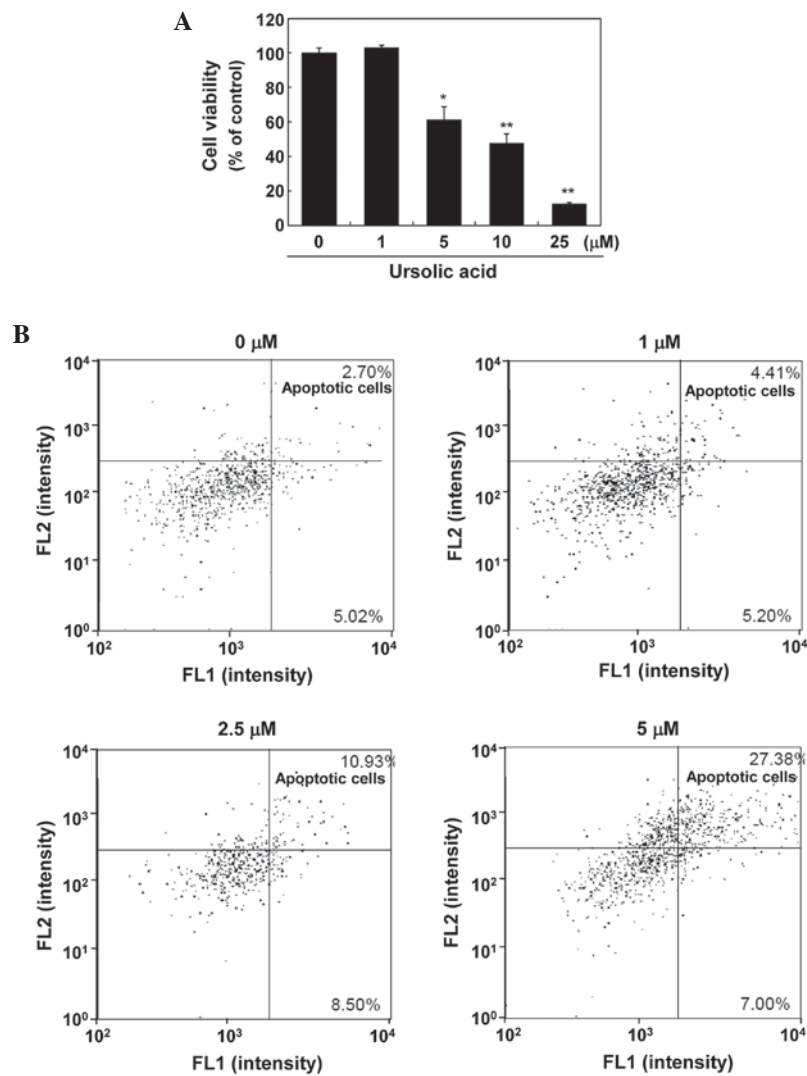 A
120
100
80
60
40
20
0
Cell viability
(% of control)
*
**
**
0 1 5 10 25 (μM)
Ursolic acid
B
0 μM
10⁴
10³
10²
10¹
10⁰
FL2 (intensity)
2.70%
Apoptotic cells
5.02%
10² 10³ 10⁴
FL1 (intensity)
1 μM
10⁴
10³
10²
10¹
10⁰
FL2 (intensity)
4.41%
Apoptotic cells
5.20%
10² 10³ 10⁴
FL1 (intensity)
2.5 μM
10⁴
10³
10²
10¹
10⁰
FL2 (intensity)
10.93%
Apoptotic cells
8.50%
10² 10³ 10⁴
FL1 (intensity)
5 μM
10⁴
10³
10²
10¹
10⁰
FL2 (intensity)
27.38%
Apoptotic cells
7.00%
10² 10³ 10⁴
FL1 (intensity)